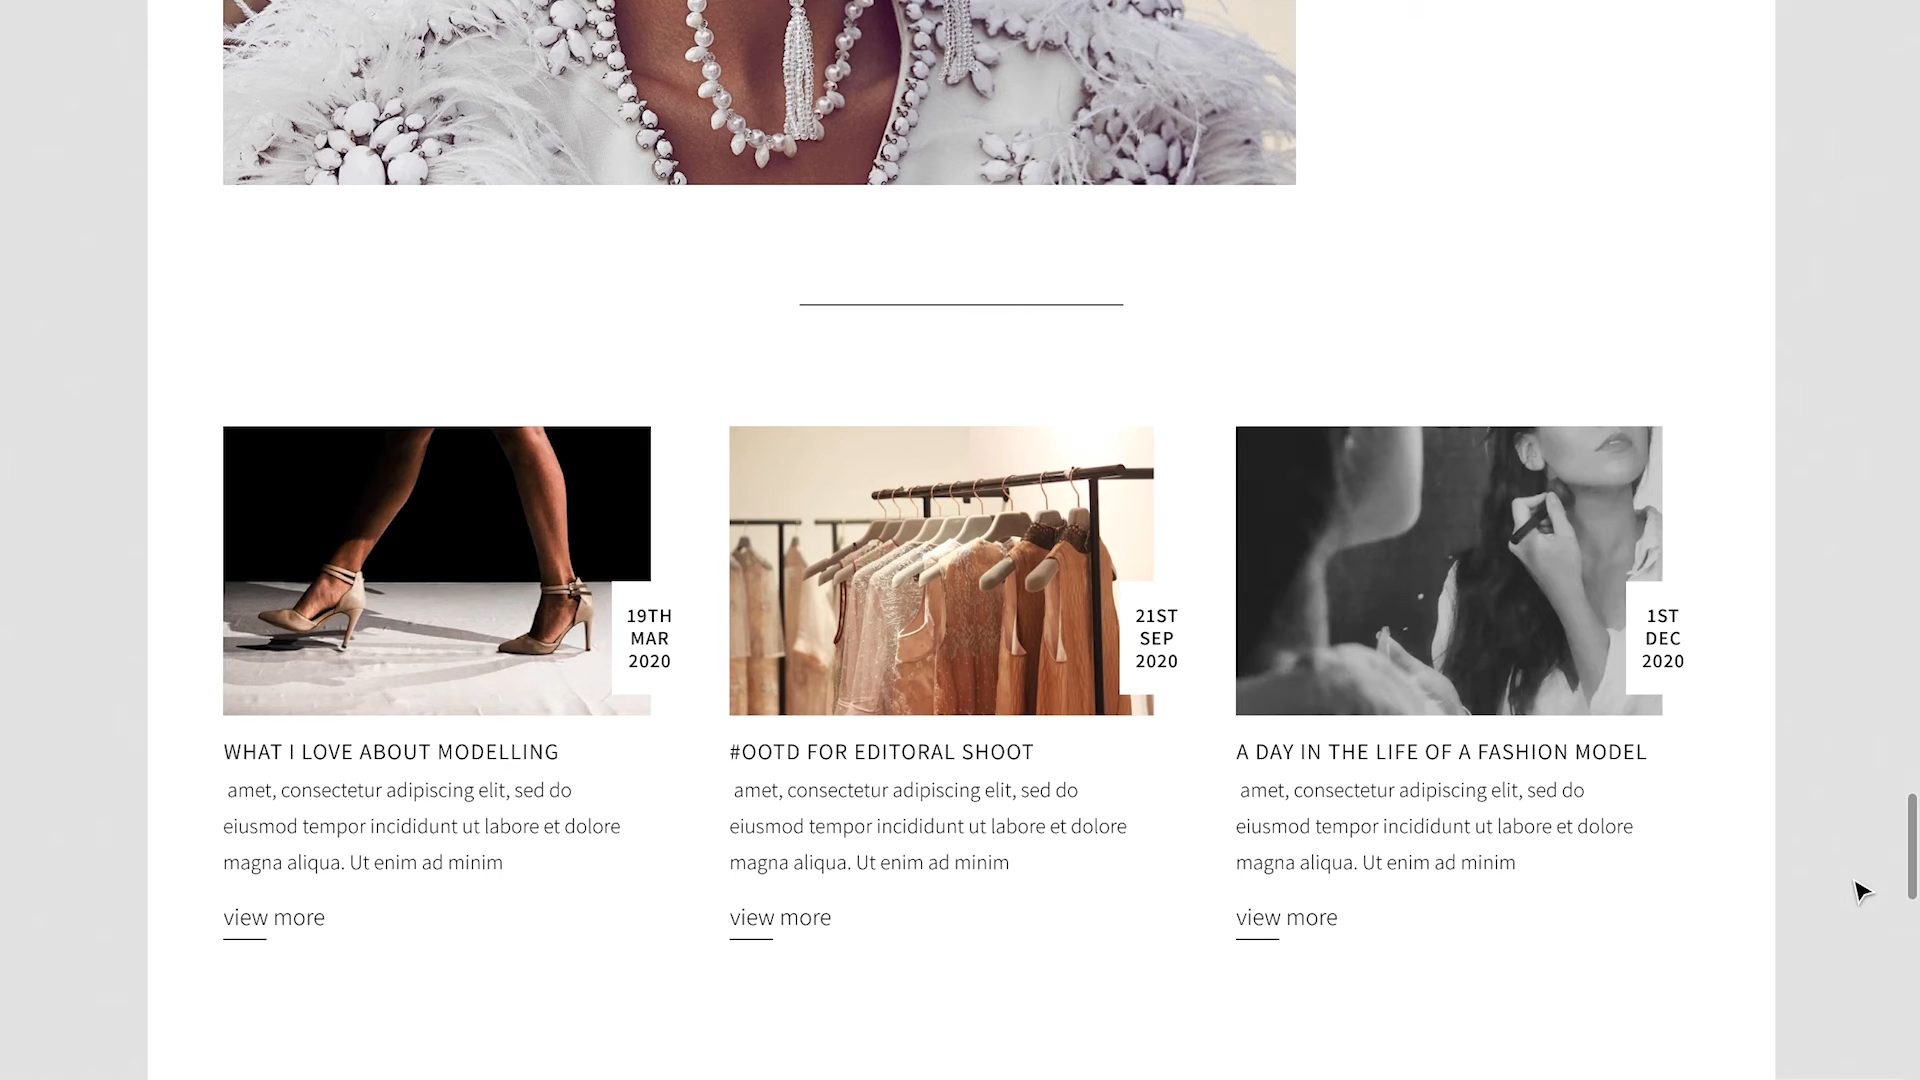 19TH
MAR
2020
WHAT I LOVE ABOUT MODELLING
amet, consectetur adipiscing elit, sed do
eiusmod tempor incididunt ut labore et dolore
magna aliqua. Ut enim ad minim
view more
21ST
SEP
2020
#OOTD FOR EDITORAL SHOOT
amet, consectetur adipiscing elit, sed do
eiusmod tempor incididunt ut labore et dolore
magna aliqua. Ut enim ad minim
view more
1ST
DEC
2020
A DAY IN THE LIFE OF A FASHION MODEL
amet, consectetur adipiscing elit, sed do
eiusmod tempor incididunt ut labore et dolore
magna aliqua. Ut enim ad minim
view more